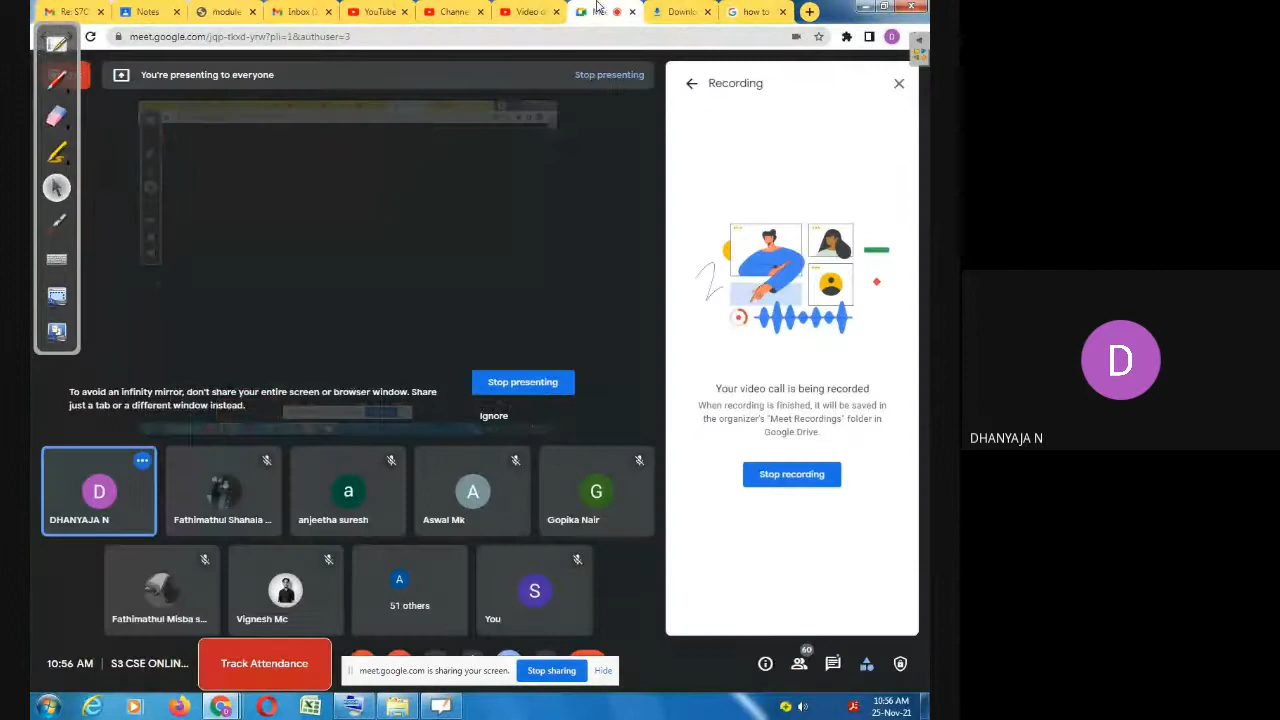 Re: S7C
Notes
module
Inbox (
YouTube
Channe
Video d
Me
Downlo
how to
meet.google.com/jqp-tkxd-yrw?pli=1&authuser=3
D
You're presenting to everyone
Stop presenting
Recording
Your video call is being recorded
When recording is finished, it will be saved in
the organizer's "Meet Recordings" folder in
Google Drive.
Stop recording
To avoid an infinity mirror, don't share your entire screen or browser window. Share
just a tab or a different window instead.
Stop presenting
Ignore
D
DHANYAJA N
Fathimathul Shahala ...
a
anjeetha suresh
A
Aswal Mk
G
Gopika Nair
Fathimathul Misba s...
Vignesh Mc
A
51 others
S
You
D
DHANYAJA N
10:56 AM | S3 CSE ONLIN...
Track Attendance
meet.google.com is sharing your screen.
Stop sharing
Hide
60
10:56 AM
25-Nov-21